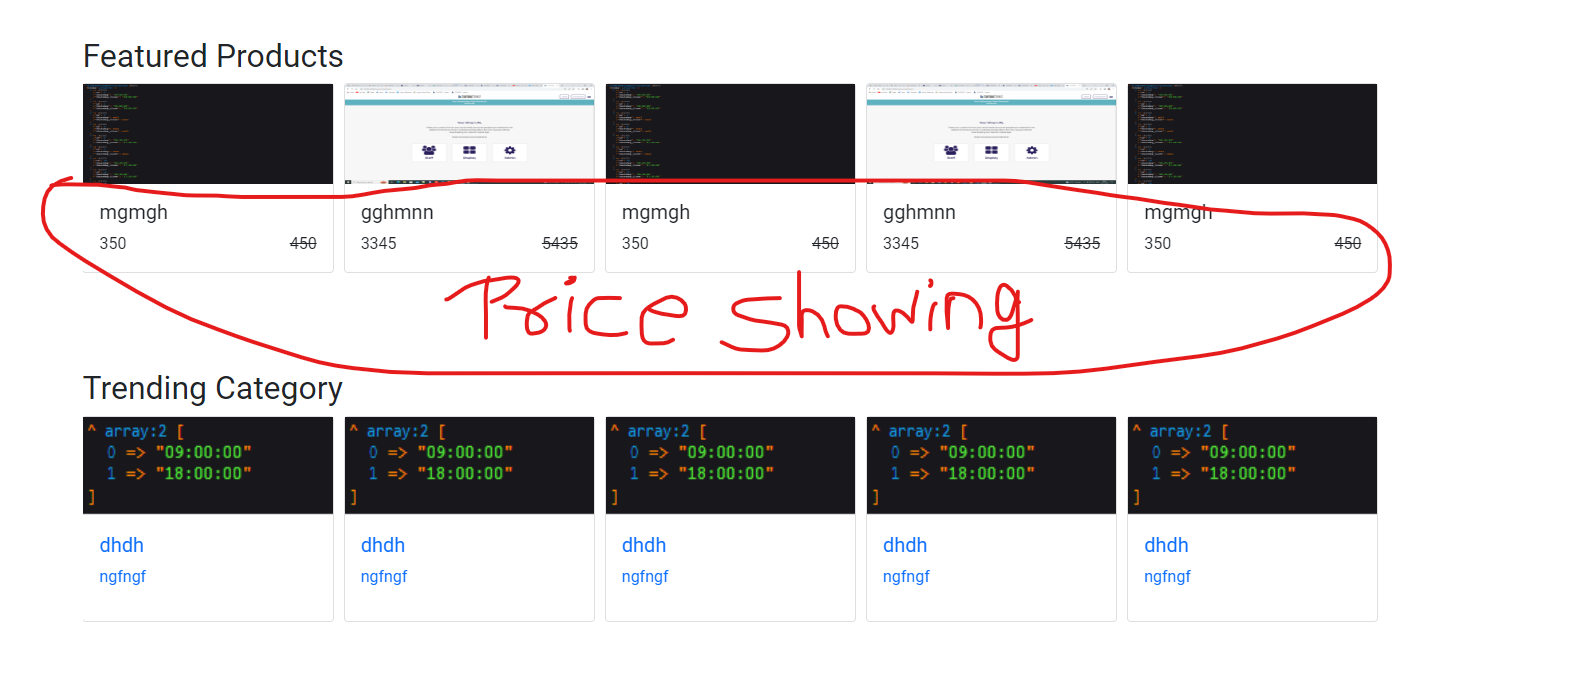 Featured Products
mgmgh gghmnn mgmgh gghmnn mgmgh
350 450 3345 5435 350 450 3345 5435 350 450
Price showing
Trending Category
^ array:2 [ ^ array:2 [ ^ array:2 [ ^ array:2 [ ^ array:2 [
0 => "09:00:00" 0 => "09:00:00" 0 => "09:00:00" 0 => "09:00:00" 0 => "09:00:00"
1 => "18:00:00" 1 => "18:00:00" 1 => "18:00:00" 1 => "18:00:00" 1 => "18:00:00"
] ] ] ] ]
dhdh dhdh dhdh dhdh dhdh
ngfngf ngfngf ngfngf ngfngf ngfngf